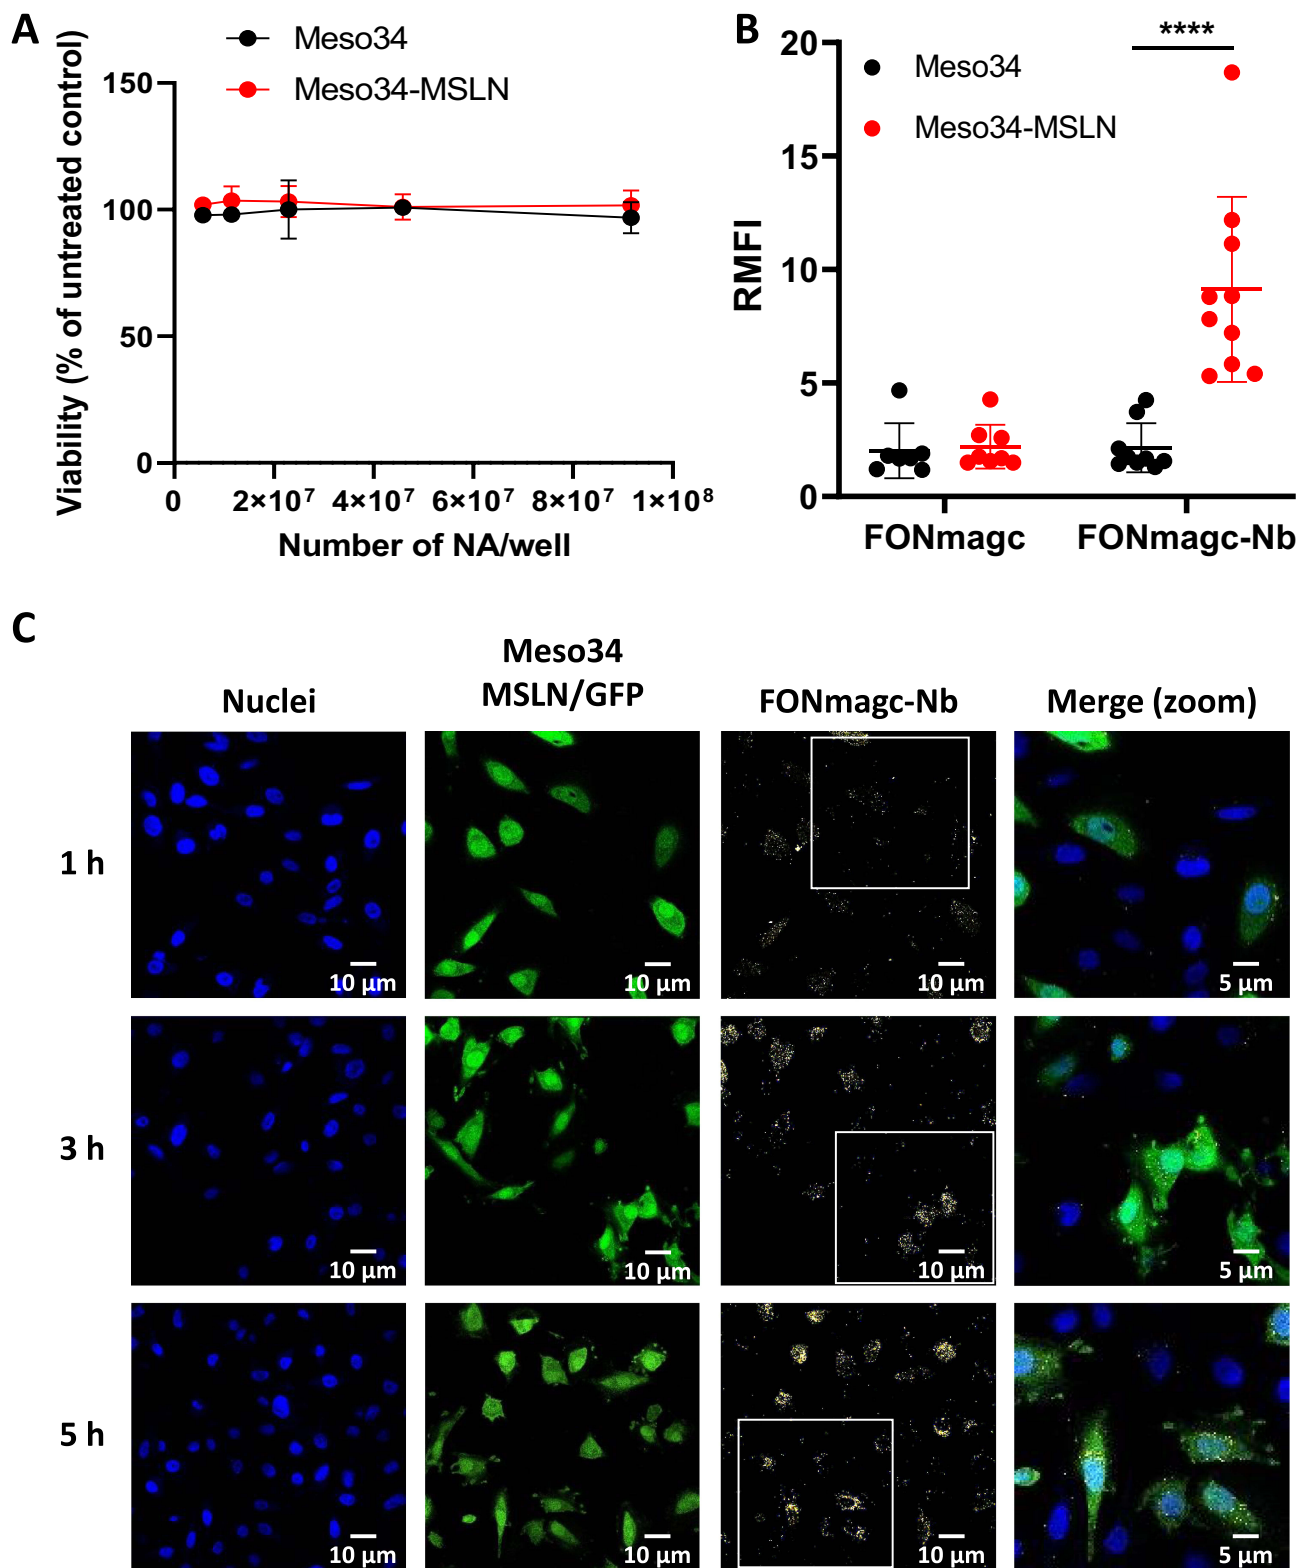 A
Meso34
Meso34-MSLN
Viability (% of untreated control)
150
100
50
0
0 2×10⁷ 4×10⁷ 6×10⁷ 8×10⁷ 1×10⁸
Number of NA/well
B
Meso34
Meso34-MSLN
****
RMFI
20
15
10
5
0
FONmagc FONmagc-Nb
C
Nuclei
Meso34
MSLN/GFP
FONmagc-Nb
Merge (zoom)
1 h
10 µm 10 µm 10 µm 5 µm
3 h
10 µm 10 µm 10 µm 5 µm
5 h
10 µm 10 µm 10 µm 5 µm